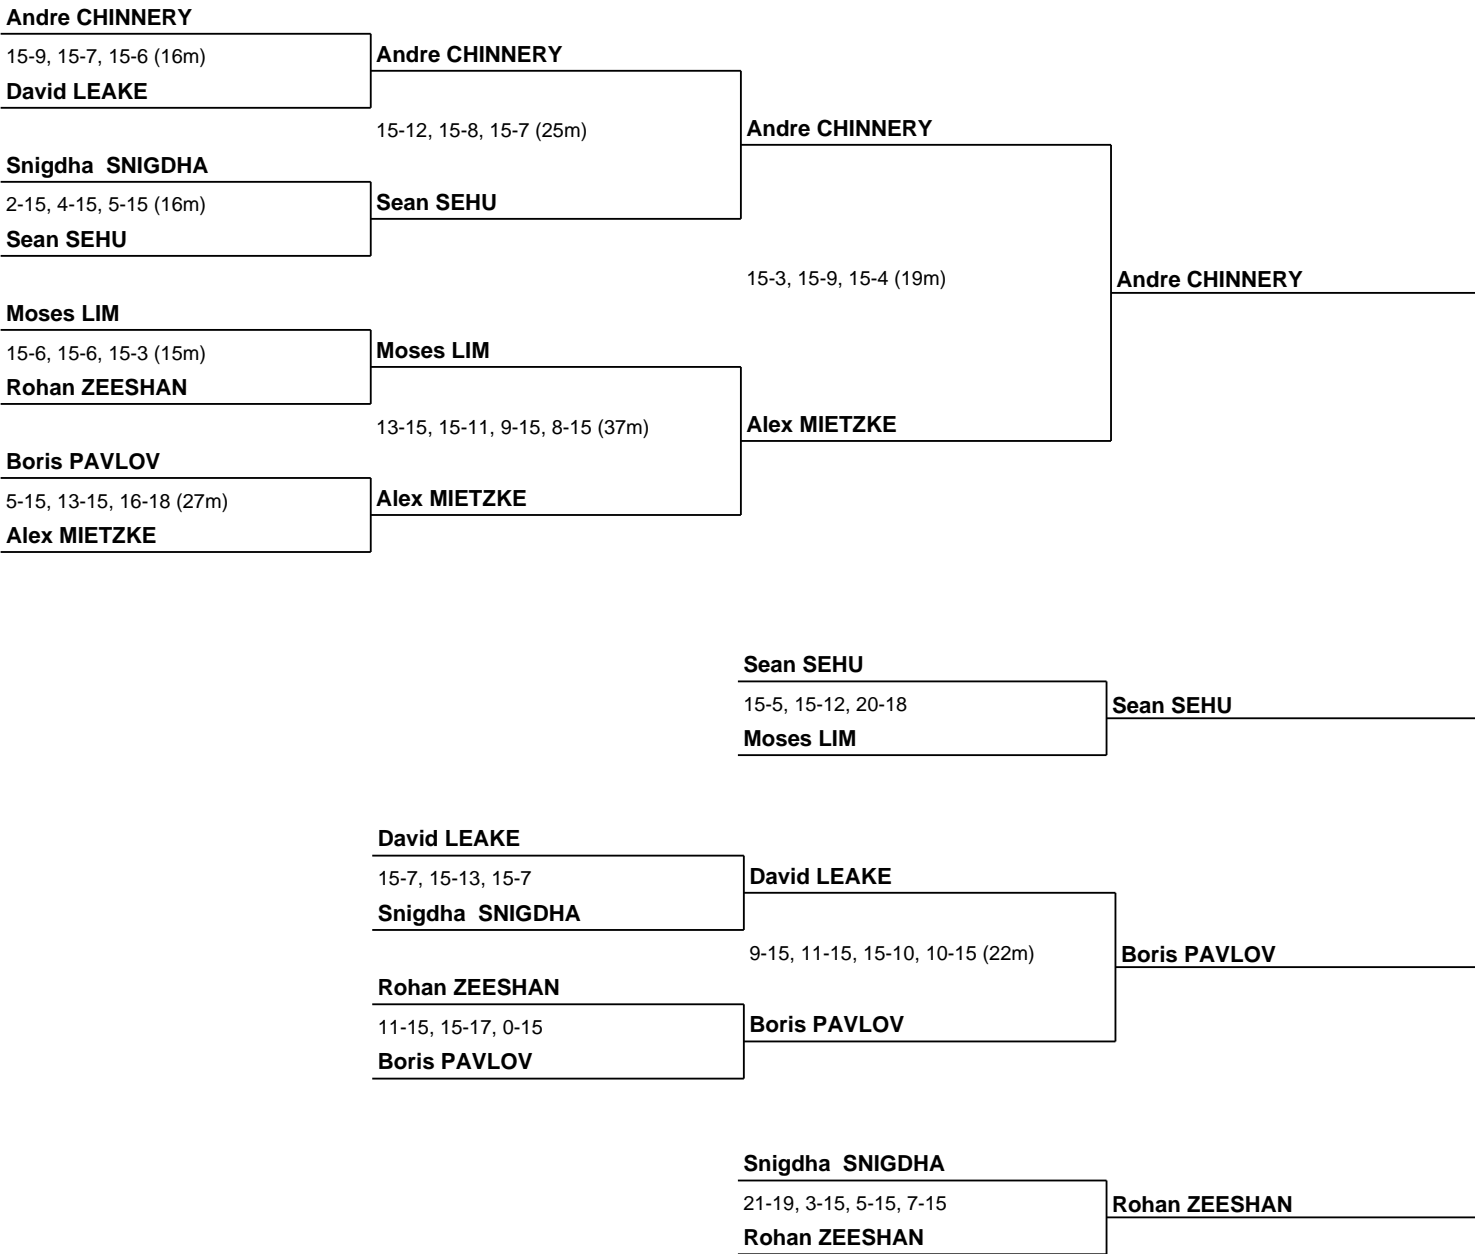 Andre CHINNERY
15-9, 15-7, 15-6 (16m)
David LEAKE
Andre CHINNERY
15-12, 15-8, 15-7 (25m)
Andre CHINNERY
Snigdha  SNIGDHA
2-15, 4-15, 5-15 (16m)
Sean SEHU
Sean SEHU
15-3, 15-9, 15-4 (19m)
Andre CHINNERY
Moses LIM
15-6, 15-6, 15-3 (15m)
Rohan ZEESHAN
Moses LIM
13-15, 15-11, 9-15, 8-15 (37m)
Alex MIETZKE
Boris PAVLOV
5-15, 13-15, 16-18 (27m)
Alex MIETZKE
Alex MIETZKE
Sean SEHU
15-5, 15-12, 20-18
Moses LIM
Sean SEHU
David LEAKE
15-7, 15-13, 15-7
Snigdha  SNIGDHA
David LEAKE
9-15, 11-15, 15-10, 10-15 (22m)
Boris PAVLOV
Rohan ZEESHAN
11-15, 15-17, 0-15
Boris PAVLOV
Boris PAVLOV
Snigdha  SNIGDHA
21-19, 3-15, 5-15, 7-15
Rohan ZEESHAN
Rohan ZEESHAN